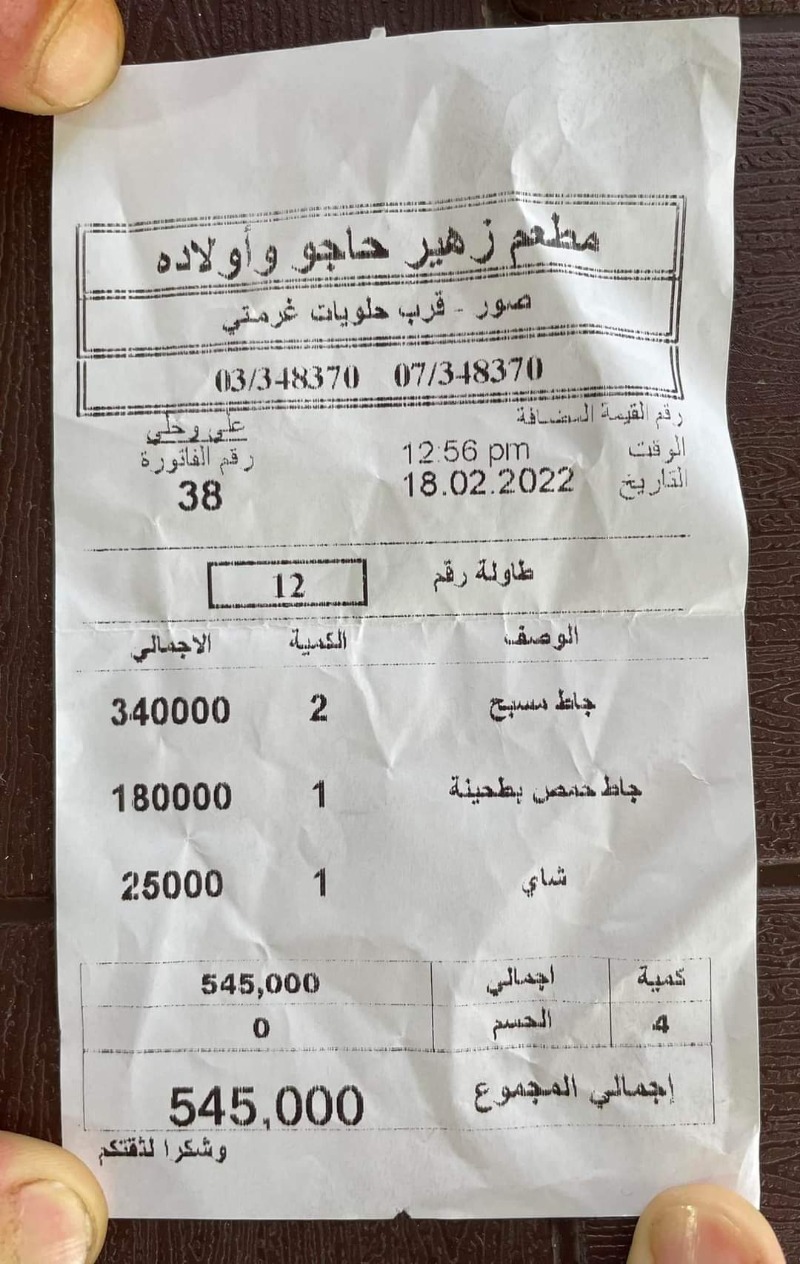 مطعم زهير حاجو وأولاده
صور - قرب حلويات غرمتي
03/348370 07/348370
رقم القيمة المضافة
علي وحلي
الوقت 12:56 pm رقم الفاتورة
التاريخ 18.02.2022 38
طاولة رقم 12
الوصف الكمية الاجمالي
جاط مسبح 2 340000
جاط حمص بطحينة 1 180000
شاي 1 25000
كمية اجمالي 545,000
4 الحسم 0
إجمالي المجموع 545,000
وشكرا لثقتكم